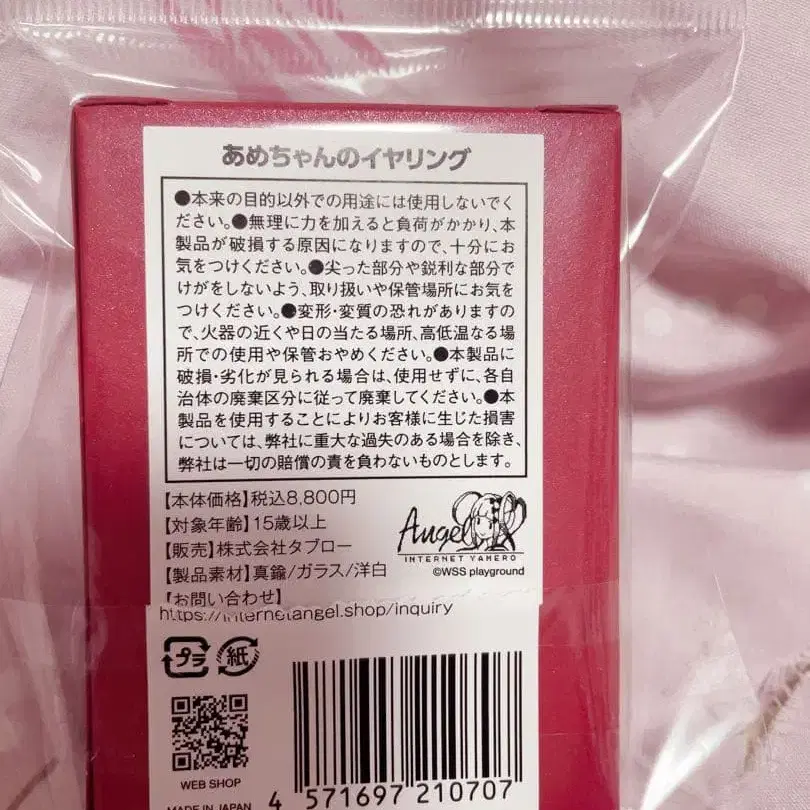 あめちゃんのイヤリング
●本来の目的以外での用途には使用しないでく
ださい。●無理に力を加えると負荷がかかり、本
製品が破損する原因になりますので、十分にお
気をつけください。●尖った部分や鋭利な部分で
けがをしないよう、取り扱いや保管場所にお気を
つけください。●変形・変質の恐れがありますの
で、火器の近くや日の当たる場所、高低温なる場
所での使用や保管おやめください。●本製品に
破損・劣化が見られる場合は、使用せずに、各自
治体の廃棄区分に従って廃棄してください。●本
製品を使用することによりお客様に生じた損害
については、弊社に重大な過失のある場合を除き、
弊社は一切の賠償の責を負わないものとします。
【本体価格】税込8,800円
【対象年齢】15歳以上
【販売】株式会社タブロー
【製品素材】真鍮/ガラス/洋白
【お問い合わせ】
https://internetangel.shop/inquiry
Angel
INTERNET YAMERO
©WSS playground
プラ
紙
WEB SHOP
MADE IN JAPAN
4 571697 210707